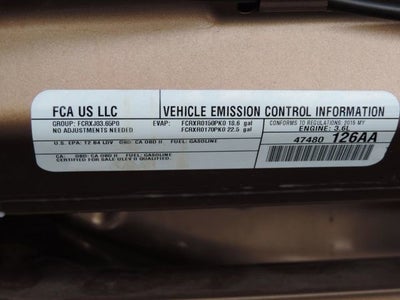 FCA US LLC
VEHICLE EMISSION CONTROL INFORMATION
GROUP: FCRXJ03.65P0 EVAP: FCRXR0150PK0 18.6 gal CONFORMS TO REGULATIONS: 2015 MY
NO ADJUSTMENTS NEEDED FCRXR0170PK0 22.5 gal ENGINE: 3.6L
U.S. EPA: T2 B4 LDV OBD: CA OBD II FUEL: GASOLINE 47480 126AA
CA: OBD: CA OBD II FUEL: GASOLINE
CERTIFIED FOR SALE ULEV II QUALIFIED.